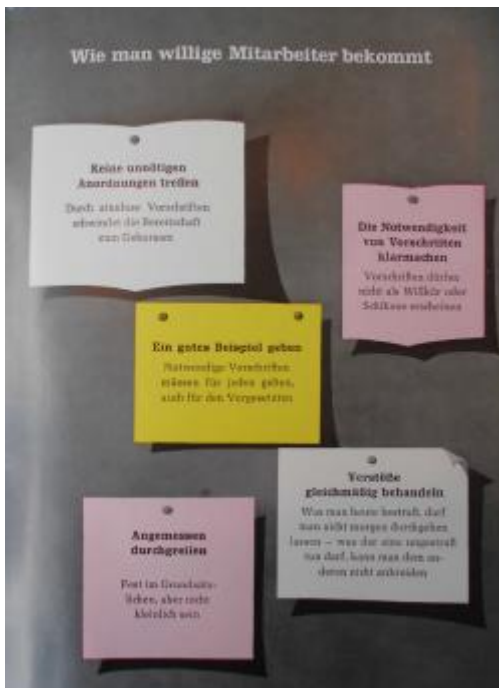 Wie man willige Mitarbeiter bekommt
Keine unnötigen
Anordnungen treffen
Durch sinnlose Vorschriften
schwindet die Bereitschaft
zum Gehorsam
Die Notwendigkeit
von Vorschriften
klarmachen
Vorschriften dürfen
nicht als Willkür oder
Schikane erscheinen
Ein gutes Beispiel geben
Notwendige Vorschriften
müssen für jeden gelten,
auch für den Vorgesetzten
Verstöße
gleichmäßig behandeln
Was man heute bestraft, darf
man nicht morgen durchgehen
lassen – was der eine ungestraft
tun darf, kann man dem an-
deren nicht ankreiden
Angemessen
durchgreifen
Fest im Grundsätz-
lichen, aber nicht
kleinlich sein